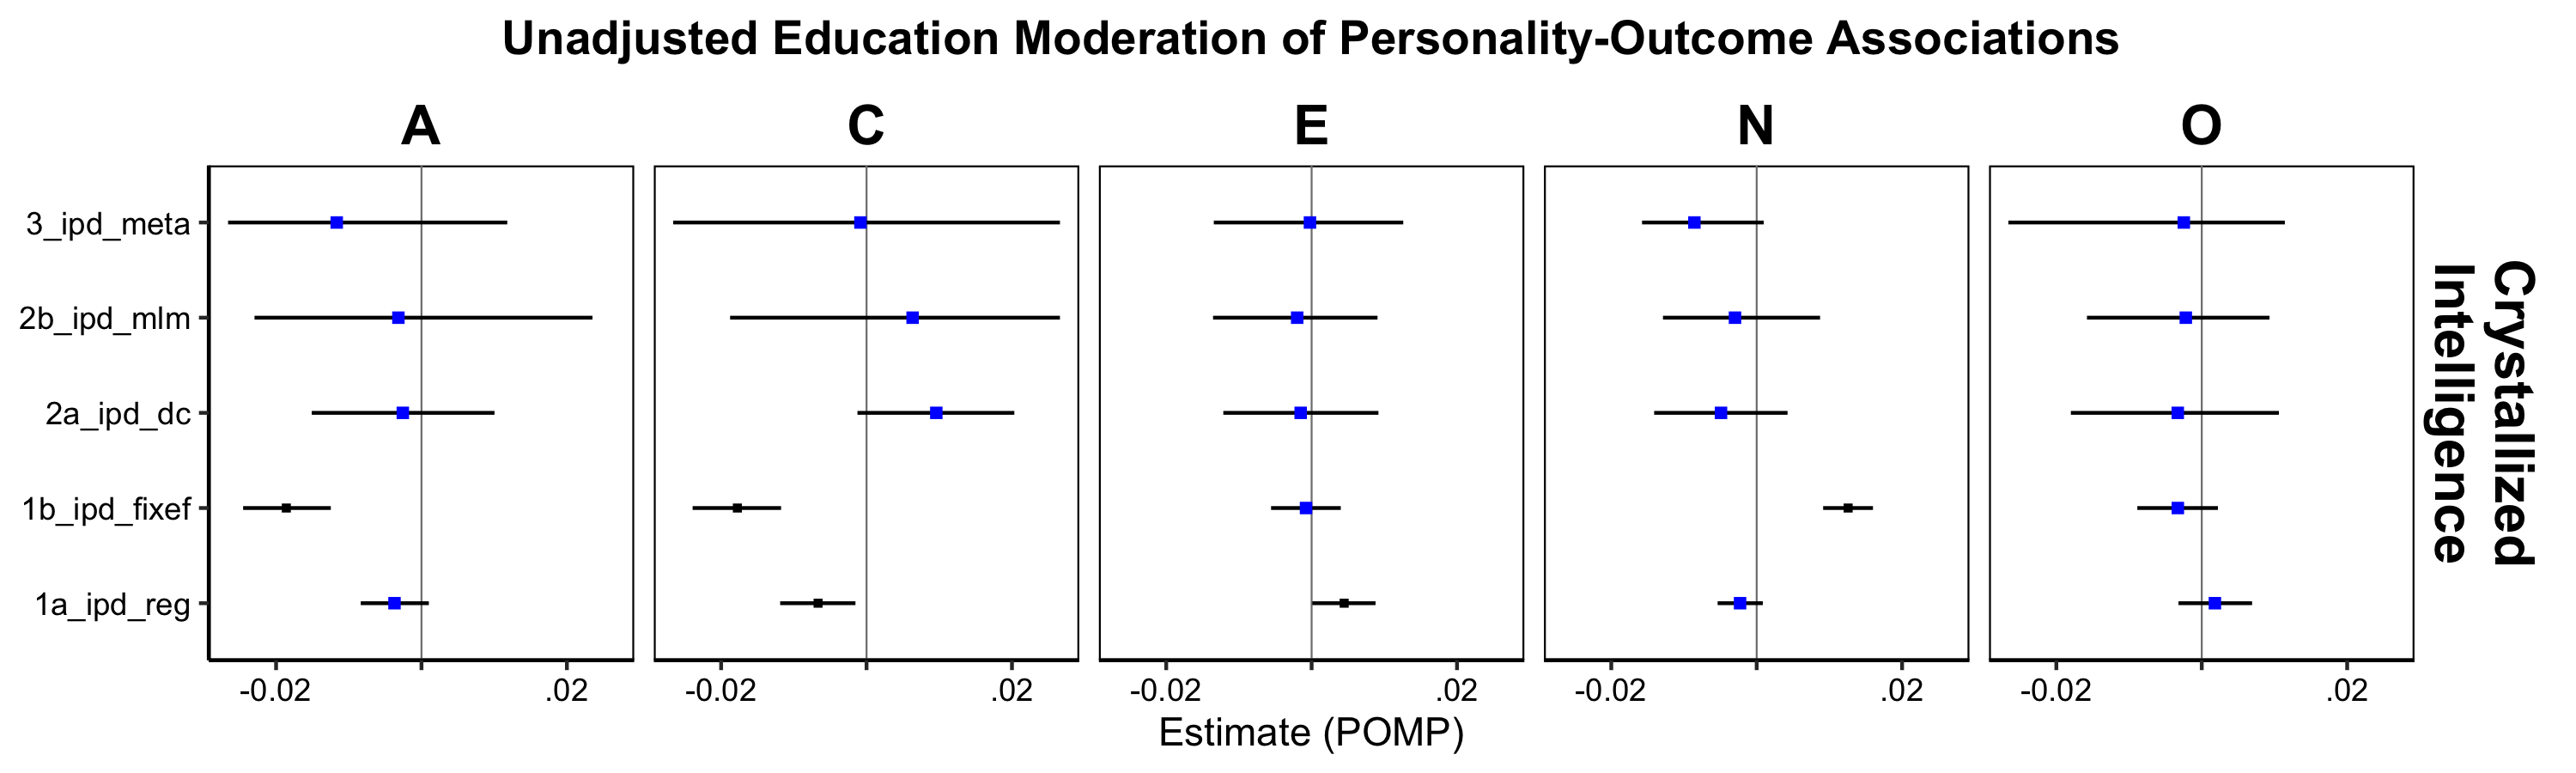 Unadjusted Education Moderation of Personality-Outcome Associations
A C E N O
3_ipd_meta
2b_ipd_mlm
2a_ipd_dc
1b_ipd_fixef
1a_ipd_reg
-0.02 .02 -0.02 .02 -0.02 .02 -0.02 .02 -0.02 .02
Estimate (POMP)
Crystallized
Intelligence